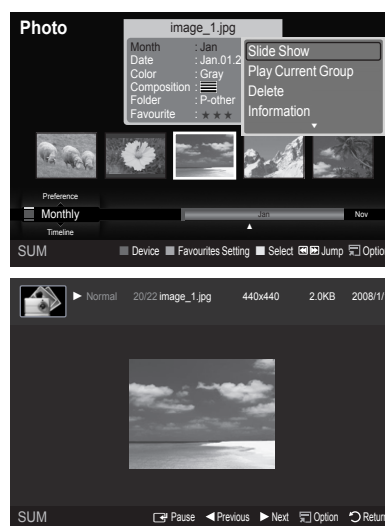 Photo
image_1.jpg
Month : Jan
Date : Jan.01.2
Color : Gray
Composition :
Folder : P-other
Favourite : ★ ★ ★
Slide Show
Play Current Group
Delete
Information
Preference
Monthly
Timeline
Jan
Nov
SUM
Device
Favourites Setting
Select
Jump
Option
Normal
20/22 image_1.jpg
440x440
2.0KB
2008/1/
SUM
Pause
Previous
Next
Option
Return